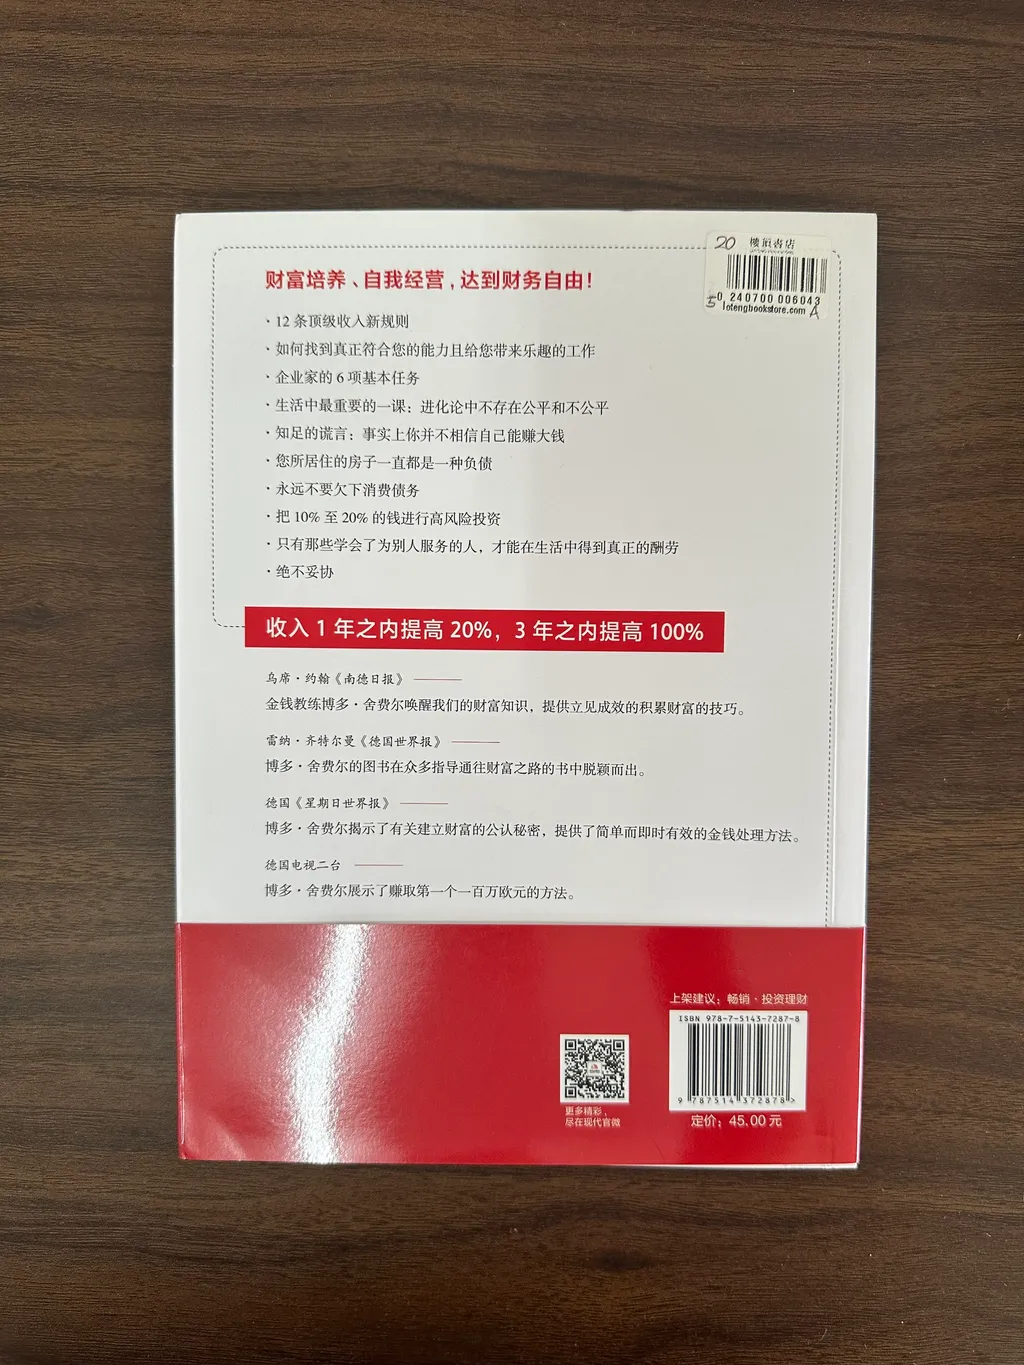 20 楼顶書店
0 240700 006043
5 lotengbookstore.com A
财富培养、自我经营，达到财务自由！
· 12 条顶级收入新规则
· 如何找到真正符合您的能力且给您带来乐趣的工作
· 企业家的 6 项基本任务
· 生活中最重要的一课：进化论中不存在公平和不公平
· 知足的谎言：事实上你并不相信自己能赚大钱
· 您所居住的房子一直都是一种负债
· 永远不要欠下消费债务
· 把 10% 至 20% 的钱进行高风险投资
· 只有那些学会了为别人服务的人，才能在生活中得到真正的酬劳
· 绝不妥协
收入 1 年之内提高 20%，3 年之内提高 100%
乌席·约翰《南德日报》
金钱教练博多·舍费尔唤醒我们的财富知识，提供立见成效的积累财富的技巧。
雷纳·齐特尔曼《德国世界报》
博多·舍费尔的图书在众多指导通往财富之路的书中脱颖而出。
德国《星期日世界报》
博多·舍费尔揭示了有关建立财富的公认秘密，提供了简单而即时有效的金钱处理方法。
德国电视二台
博多·舍费尔展示了赚取第一个一百万欧元的方法。
上架建议：畅销·投资理财
ISBN 978-7-5143-7287-8
9 787514 372878 >
定价：45.00 元
更多精彩，
尽在现代官微